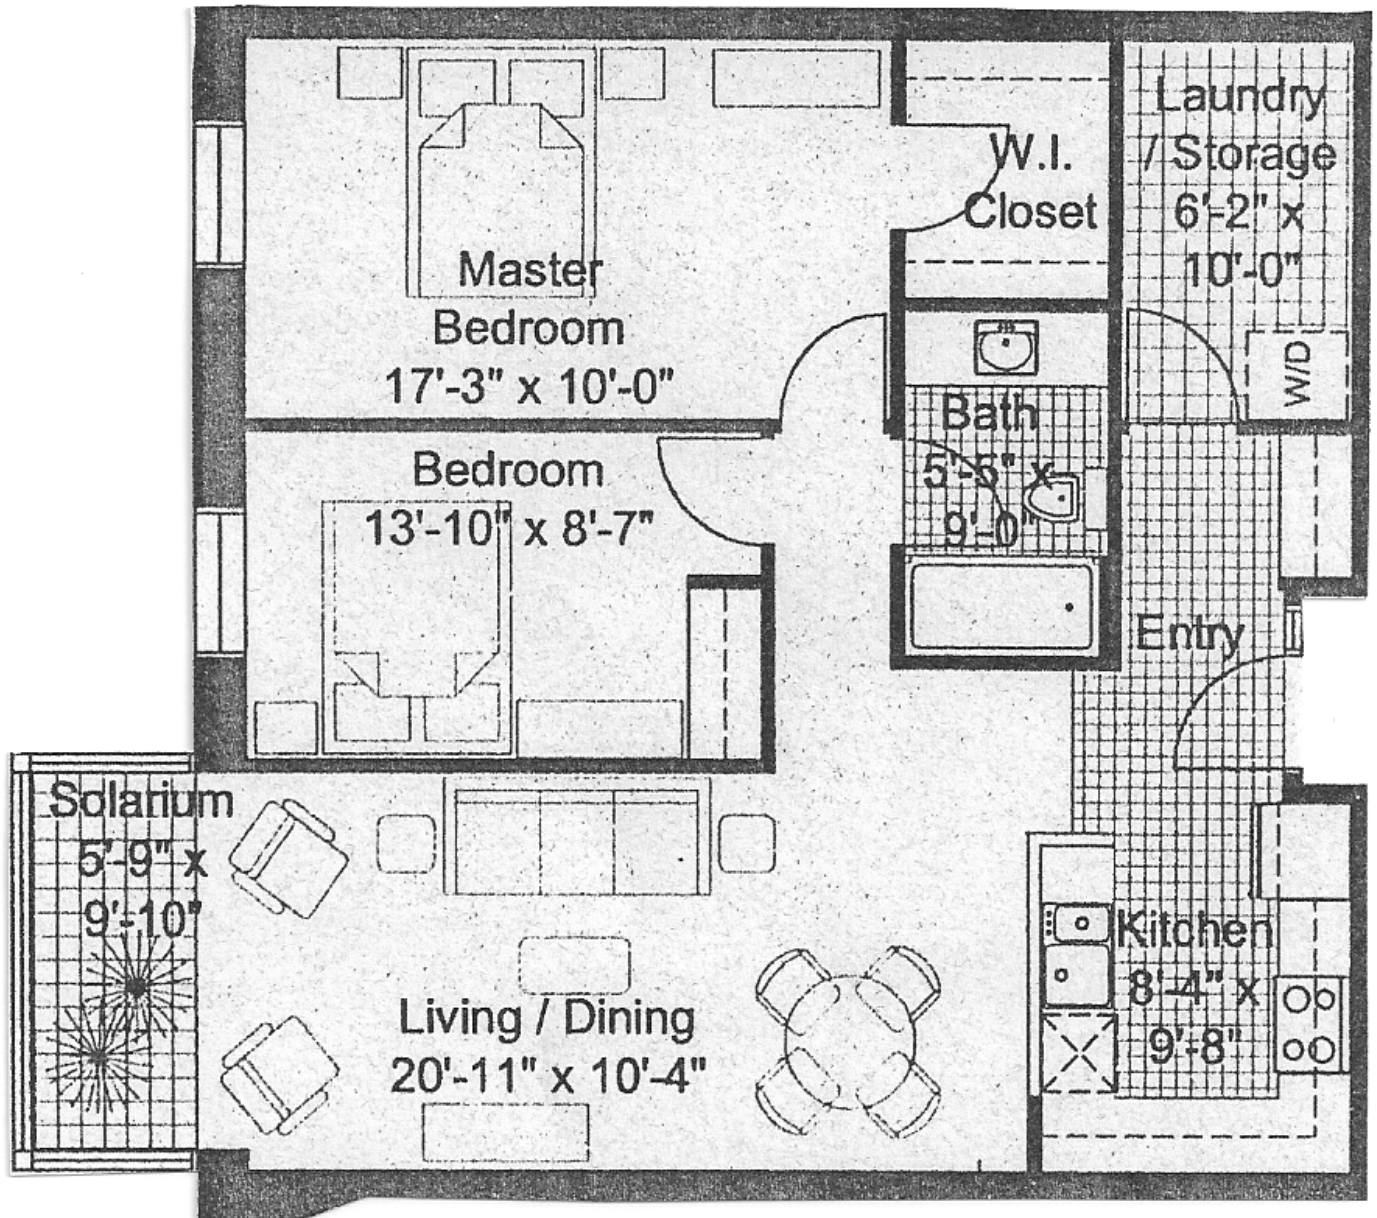 Laundry
/ Storage
6'-2" x
10'-0"
W.I.
Closet
Master
Bedroom
17'-3" x 10'-0"
W/D
Bath
5'-5" x
9'-0"
Bedroom
13'-10" x 8'-7"
Entry
Solarium
5'-9" x
9'-10"
Kitchen
8'-4" x
9'-8"
Living / Dining
20'-11" x 10'-4"